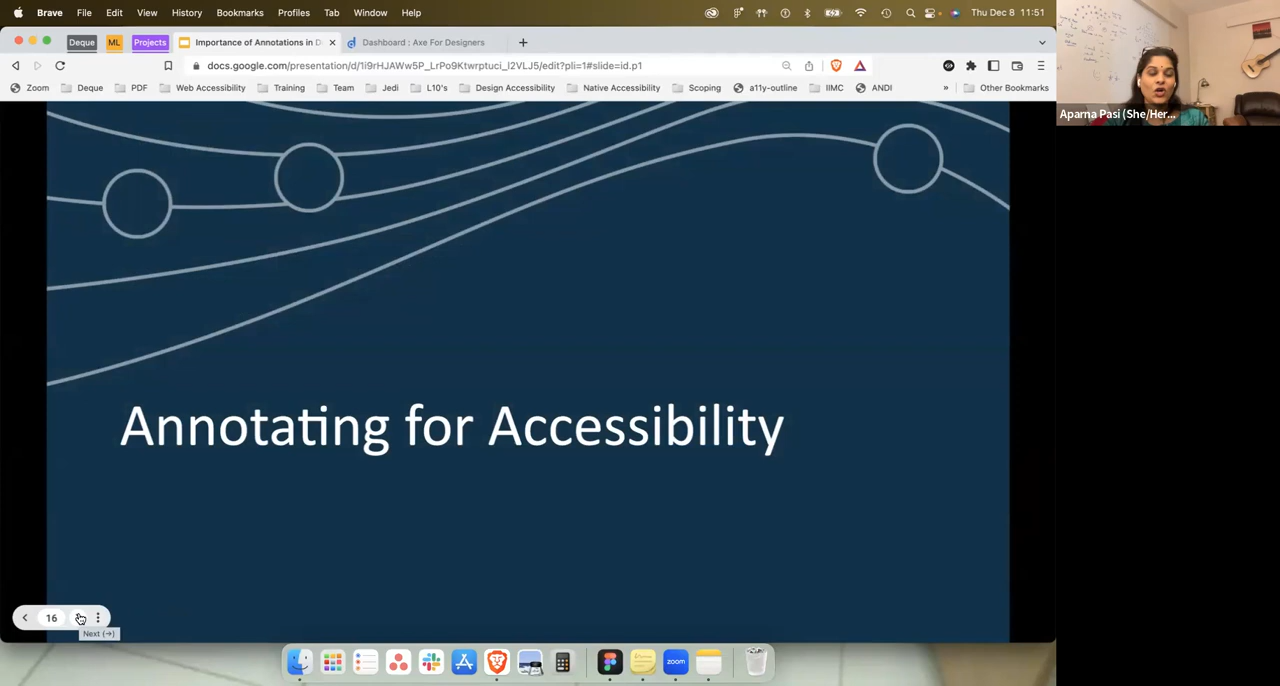 Brave File Edit View History Bookmarks Profiles Tab Window Help Thu Dec 8 11:51
Deque ML Projects Importance of Annotations in D Dashboard : Axe For Designers
docs.google.com/presentation/d/1i9rHJAWw5P_LrPo9Ktwrptuci_I2VLJ5/edit?pli=1#slide=id.p1
Zoom Deque PDF Web Accessibility Training Team Jedi L10's Design Accessibility Native Accessibility Scoping a11y-outline IIMC ANDI » Other Bookmarks
Aparna Pasi (She/Her...
Annotating for Accessibility
16
Next (→)
zoom